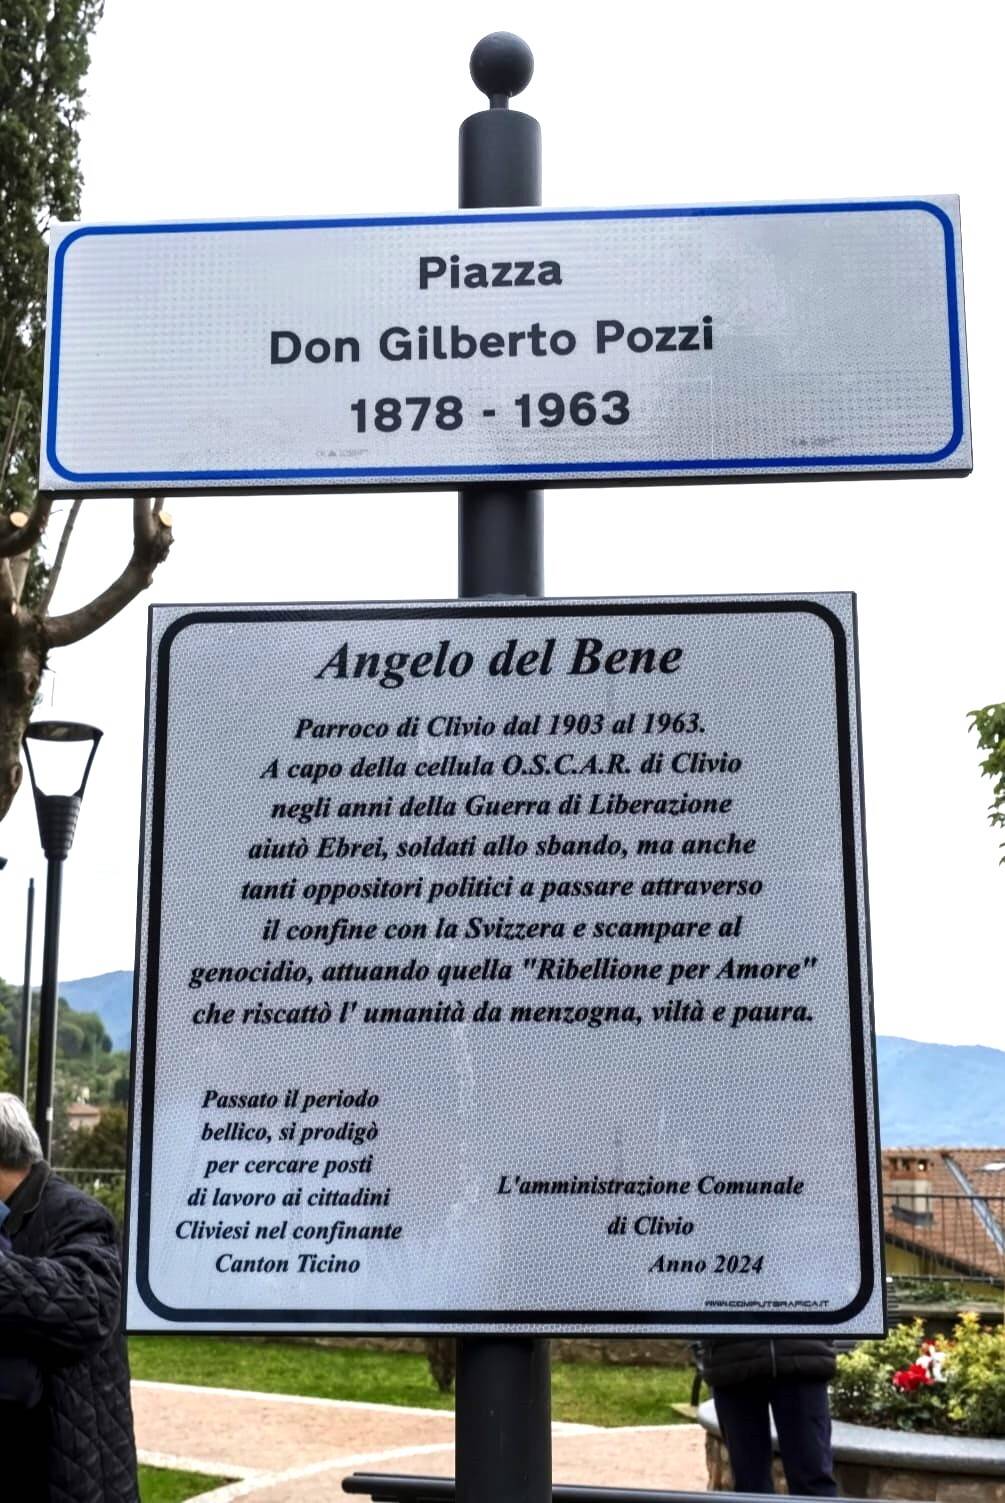 Piazza
Don Gilberto Pozzi
1878 - 1963
Angelo del Bene
Parroco di Clivio dal 1903 al 1963.
A capo della cellula O.S.C.A.R. di Clivio
negli anni della Guerra di Liberazione
aiutò Ebrei, soldati allo sbando, ma anche
tanti oppositori politici a passare attraverso
il confine con la Svizzera e scampare al
genocidio, attuando quella "Ribellione per Amore"
che riscattò l' umanità da menzogna, viltà e paura.
Passato il periodo
bellico, si prodigò
per cercare posti
di lavoro ai cittadini
Cliviesi nel confinante
Canton Ticino
L'amministrazione Comunale
di Clivio
Anno 2024
WWW.COMPUTGRAFICA.IT